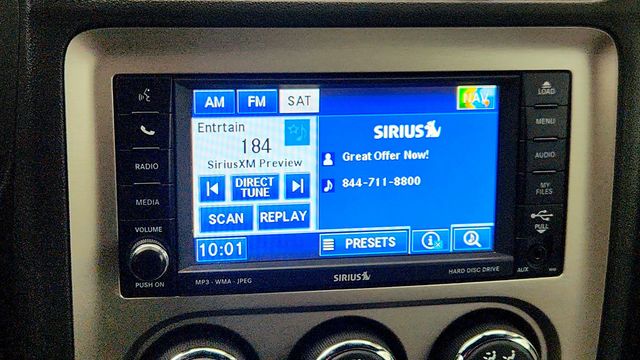 AM FM SAT NAV
Entrtain
184
SiriusXM Preview
DIRECT
TUNE
SCAN REPLAY
10:01
SIRIUS
Great Offer Now!
844-711-8800
PRESETS
RADIO
MEDIA
VOLUME
PUSH ON
LOAD
MENU
AUDIO
MY
FILES
PULL
AUX
MP3 - WMA - JPEG
SIRIUS
HARD DISC DRIVE